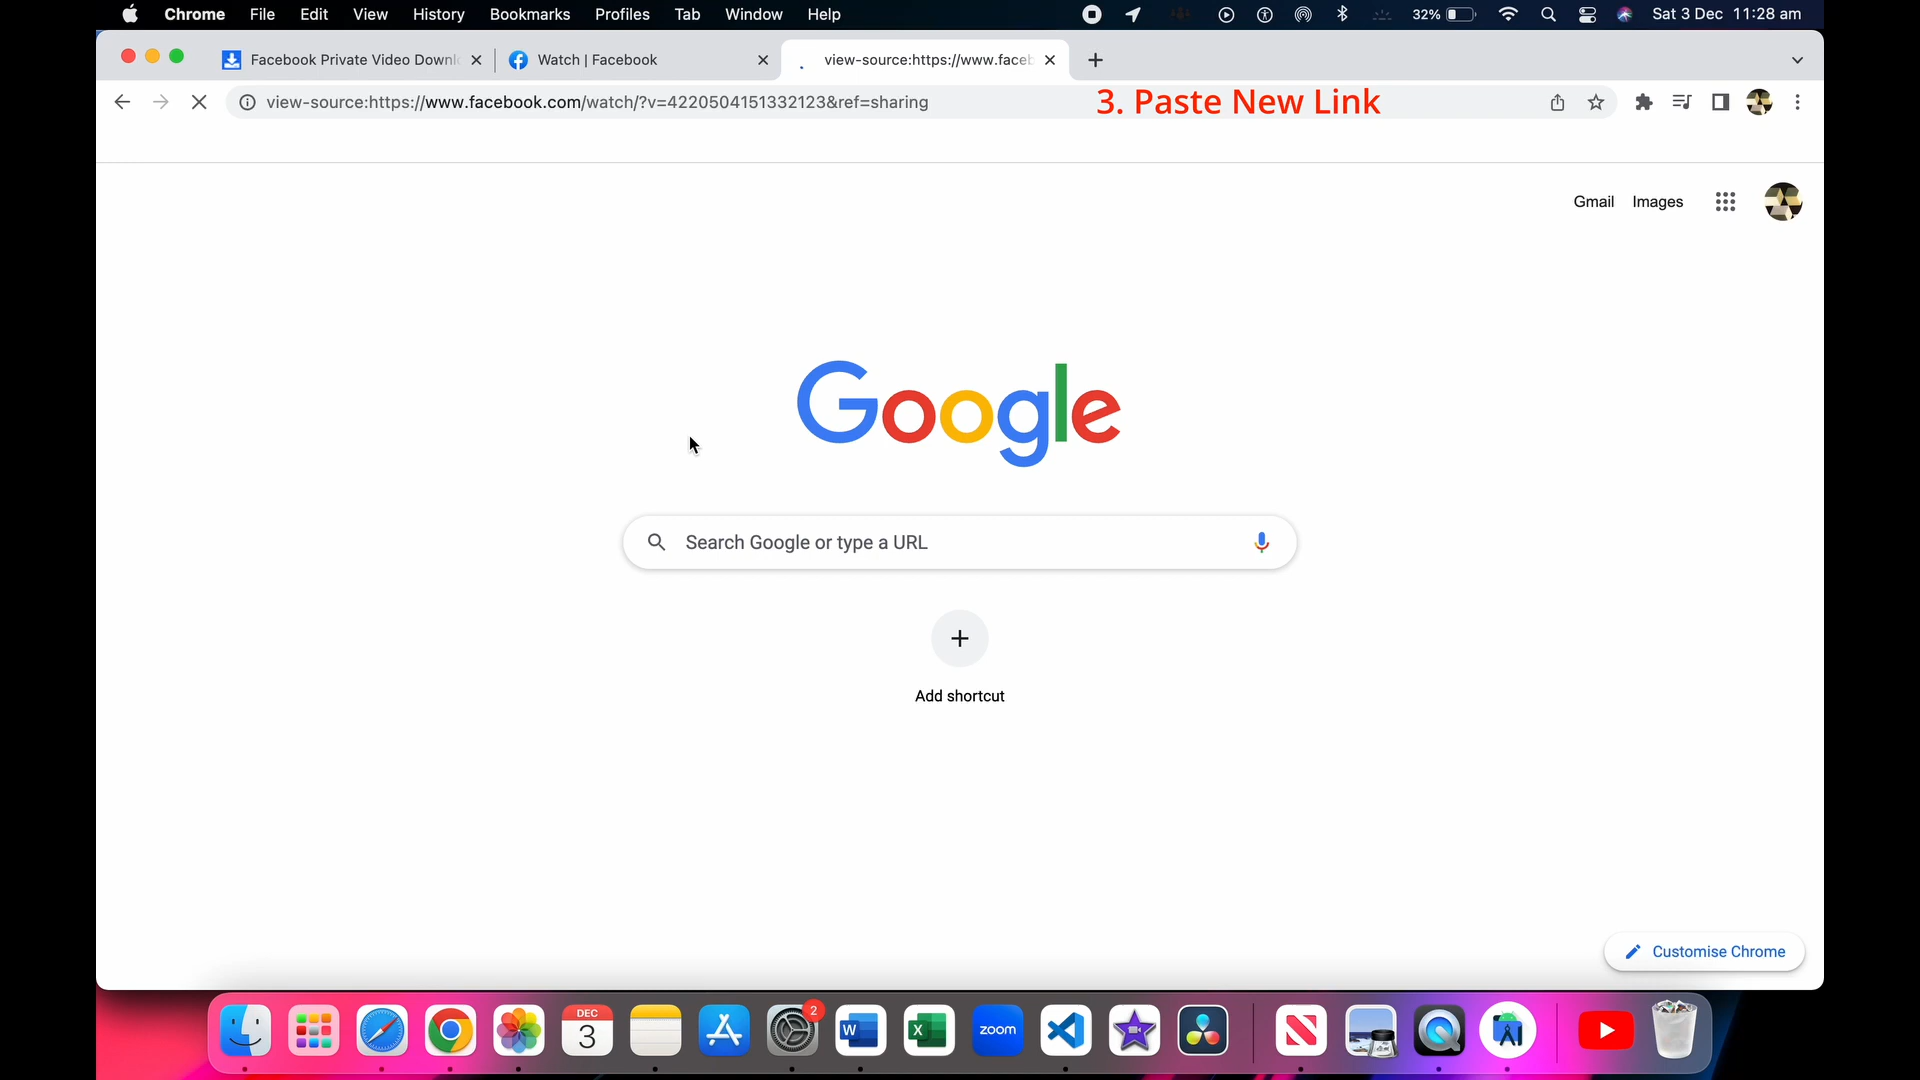 Chrome File Edit View History Bookmarks Profiles Tab Window Help 32% Sat 3 Dec 11:28 am
Facebook Private Video Downl Watch | Facebook view-source:https://www.faceb
view-source:https://www.facebook.com/watch/?v=4220504151332123&ref=sharing 3. Paste New Link
Gmail Images
Google
Search Google or type a URL
Add shortcut
Customise Chrome
DEC 3 2 W X zoom